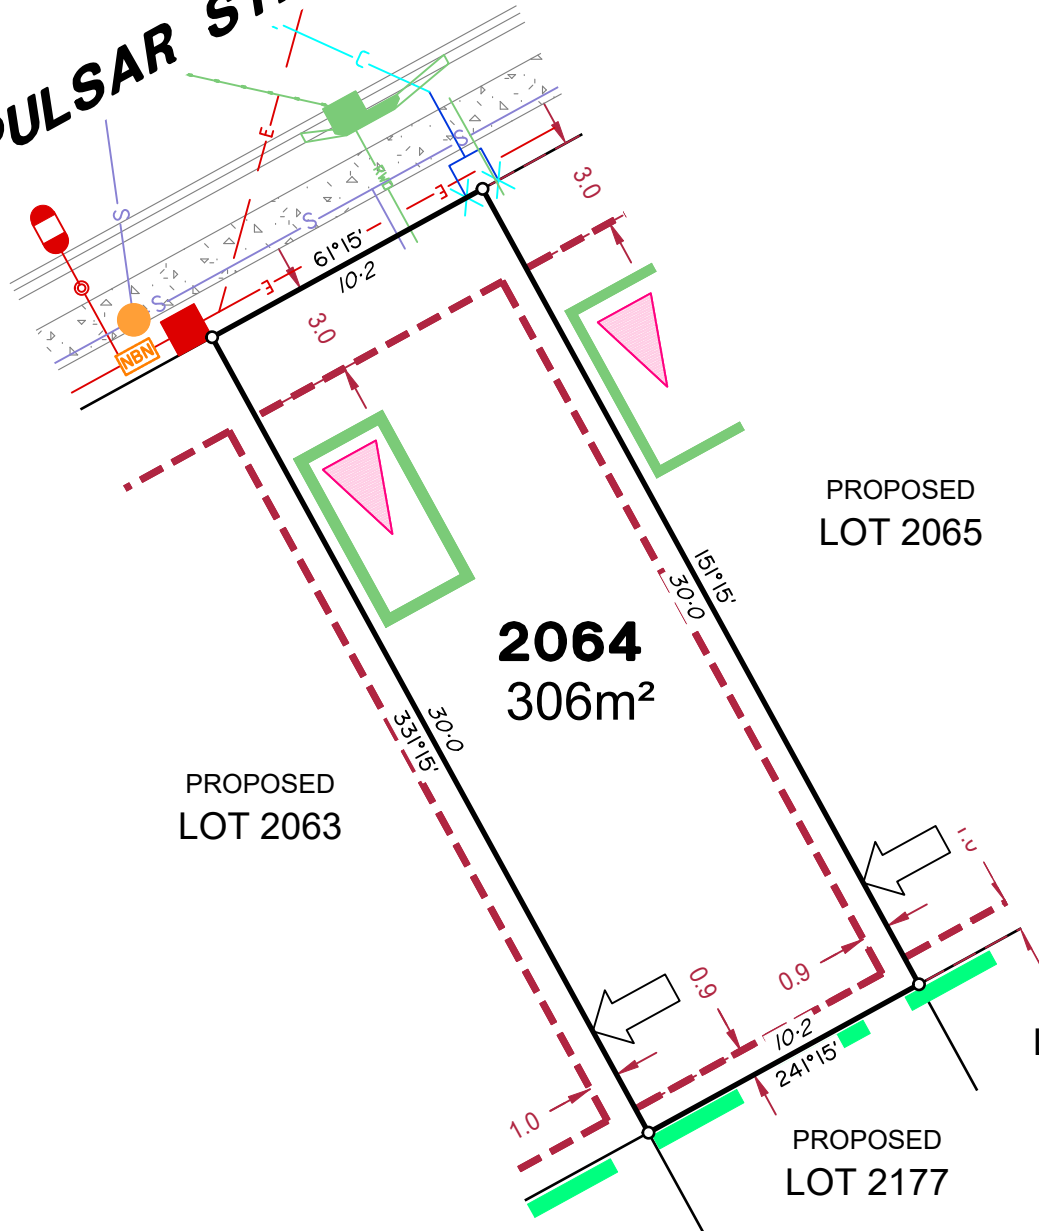 PULSAR ST
C
E
S
S
3.0
RWD
E
S
61°15'
10·2
E
S
NBN
3.0
PROPOSED
LOT 2065
151°15'
30·0
2064
306m²
30·0
331°15'
PROPOSED
LOT 2063
0.9
0.9
10·2
241°15'
1.0
PROPOSED
LOT 2177